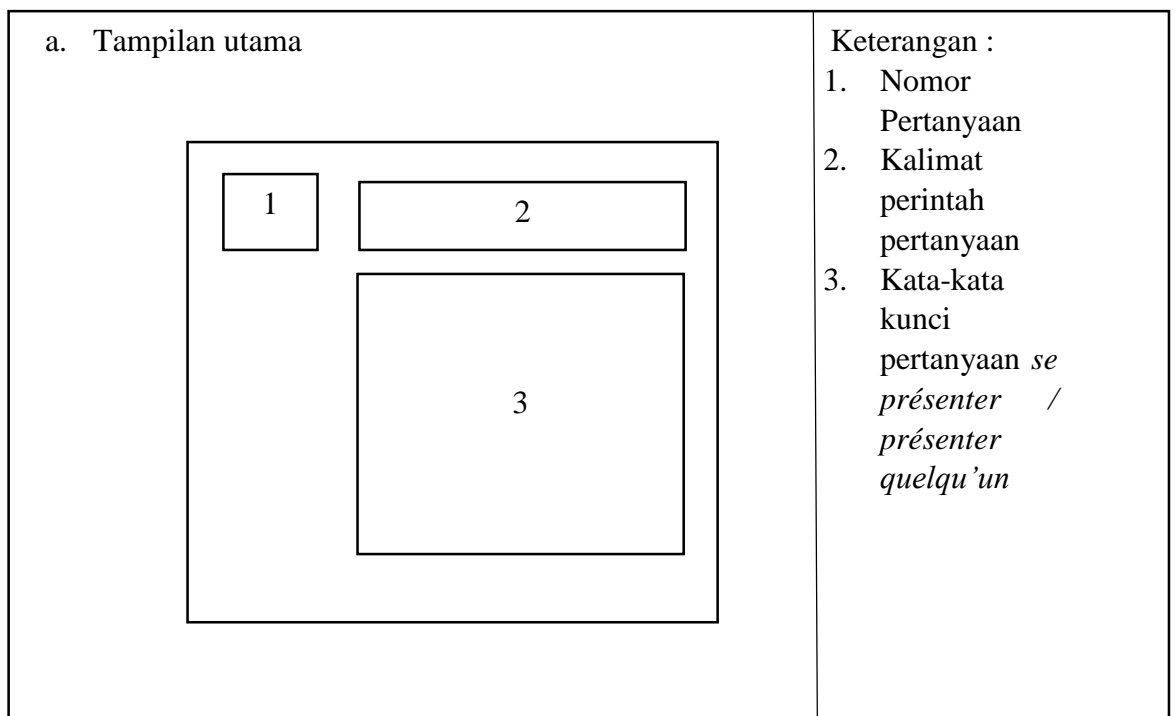 a. Tampilan utama
1
2
3
Keterangan :
1. Nomor
Pertanyaan
2. Kalimat
perintah
pertanyaan
3. Kata-kata
kunci
pertanyaan se
présenter /
présenter
quelqu’un